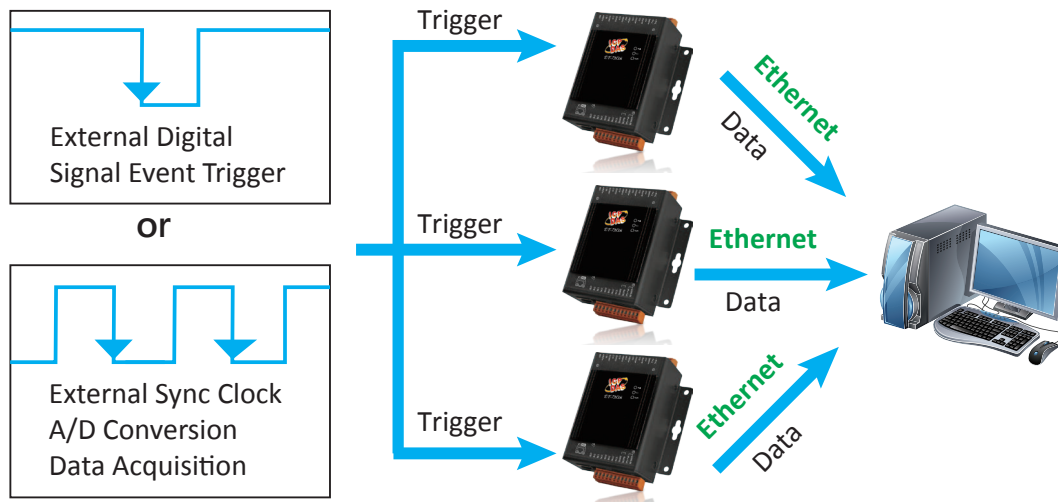 External Digital
Signal Event Trigger
or
External Sync Clock
A/D Conversion
Data Acquisition
Trigger
Trigger
Trigger
Ethernet
Data
Ethernet
Data
Ethernet
Data